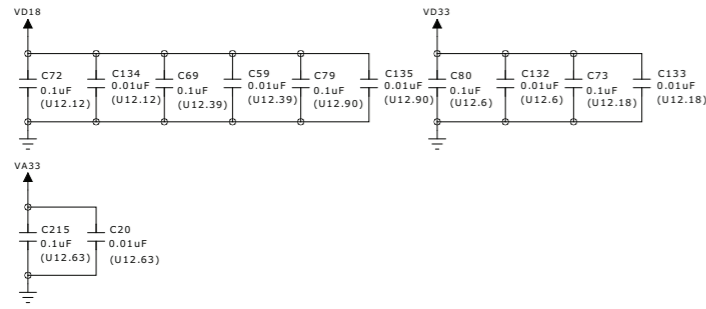 VD18
VD33
C72
0.1uF
(U12.12)
C134
0.01uF
(U12.12)
C69
0.1uF
(U12.39)
C59
0.01uF
(U12.39)
C79
0.1uF
(U12.90)
C135
0.01uF
(U12.90)
C80
0.1uF
(U12.6)
C132
0.01uF
(U12.6)
C73
0.1uF
(U12.18)
C133
0.01uF
(U12.18)
VA33
C215
0.1uF
(U12.63)
C20
0.01uF
(U12.63)